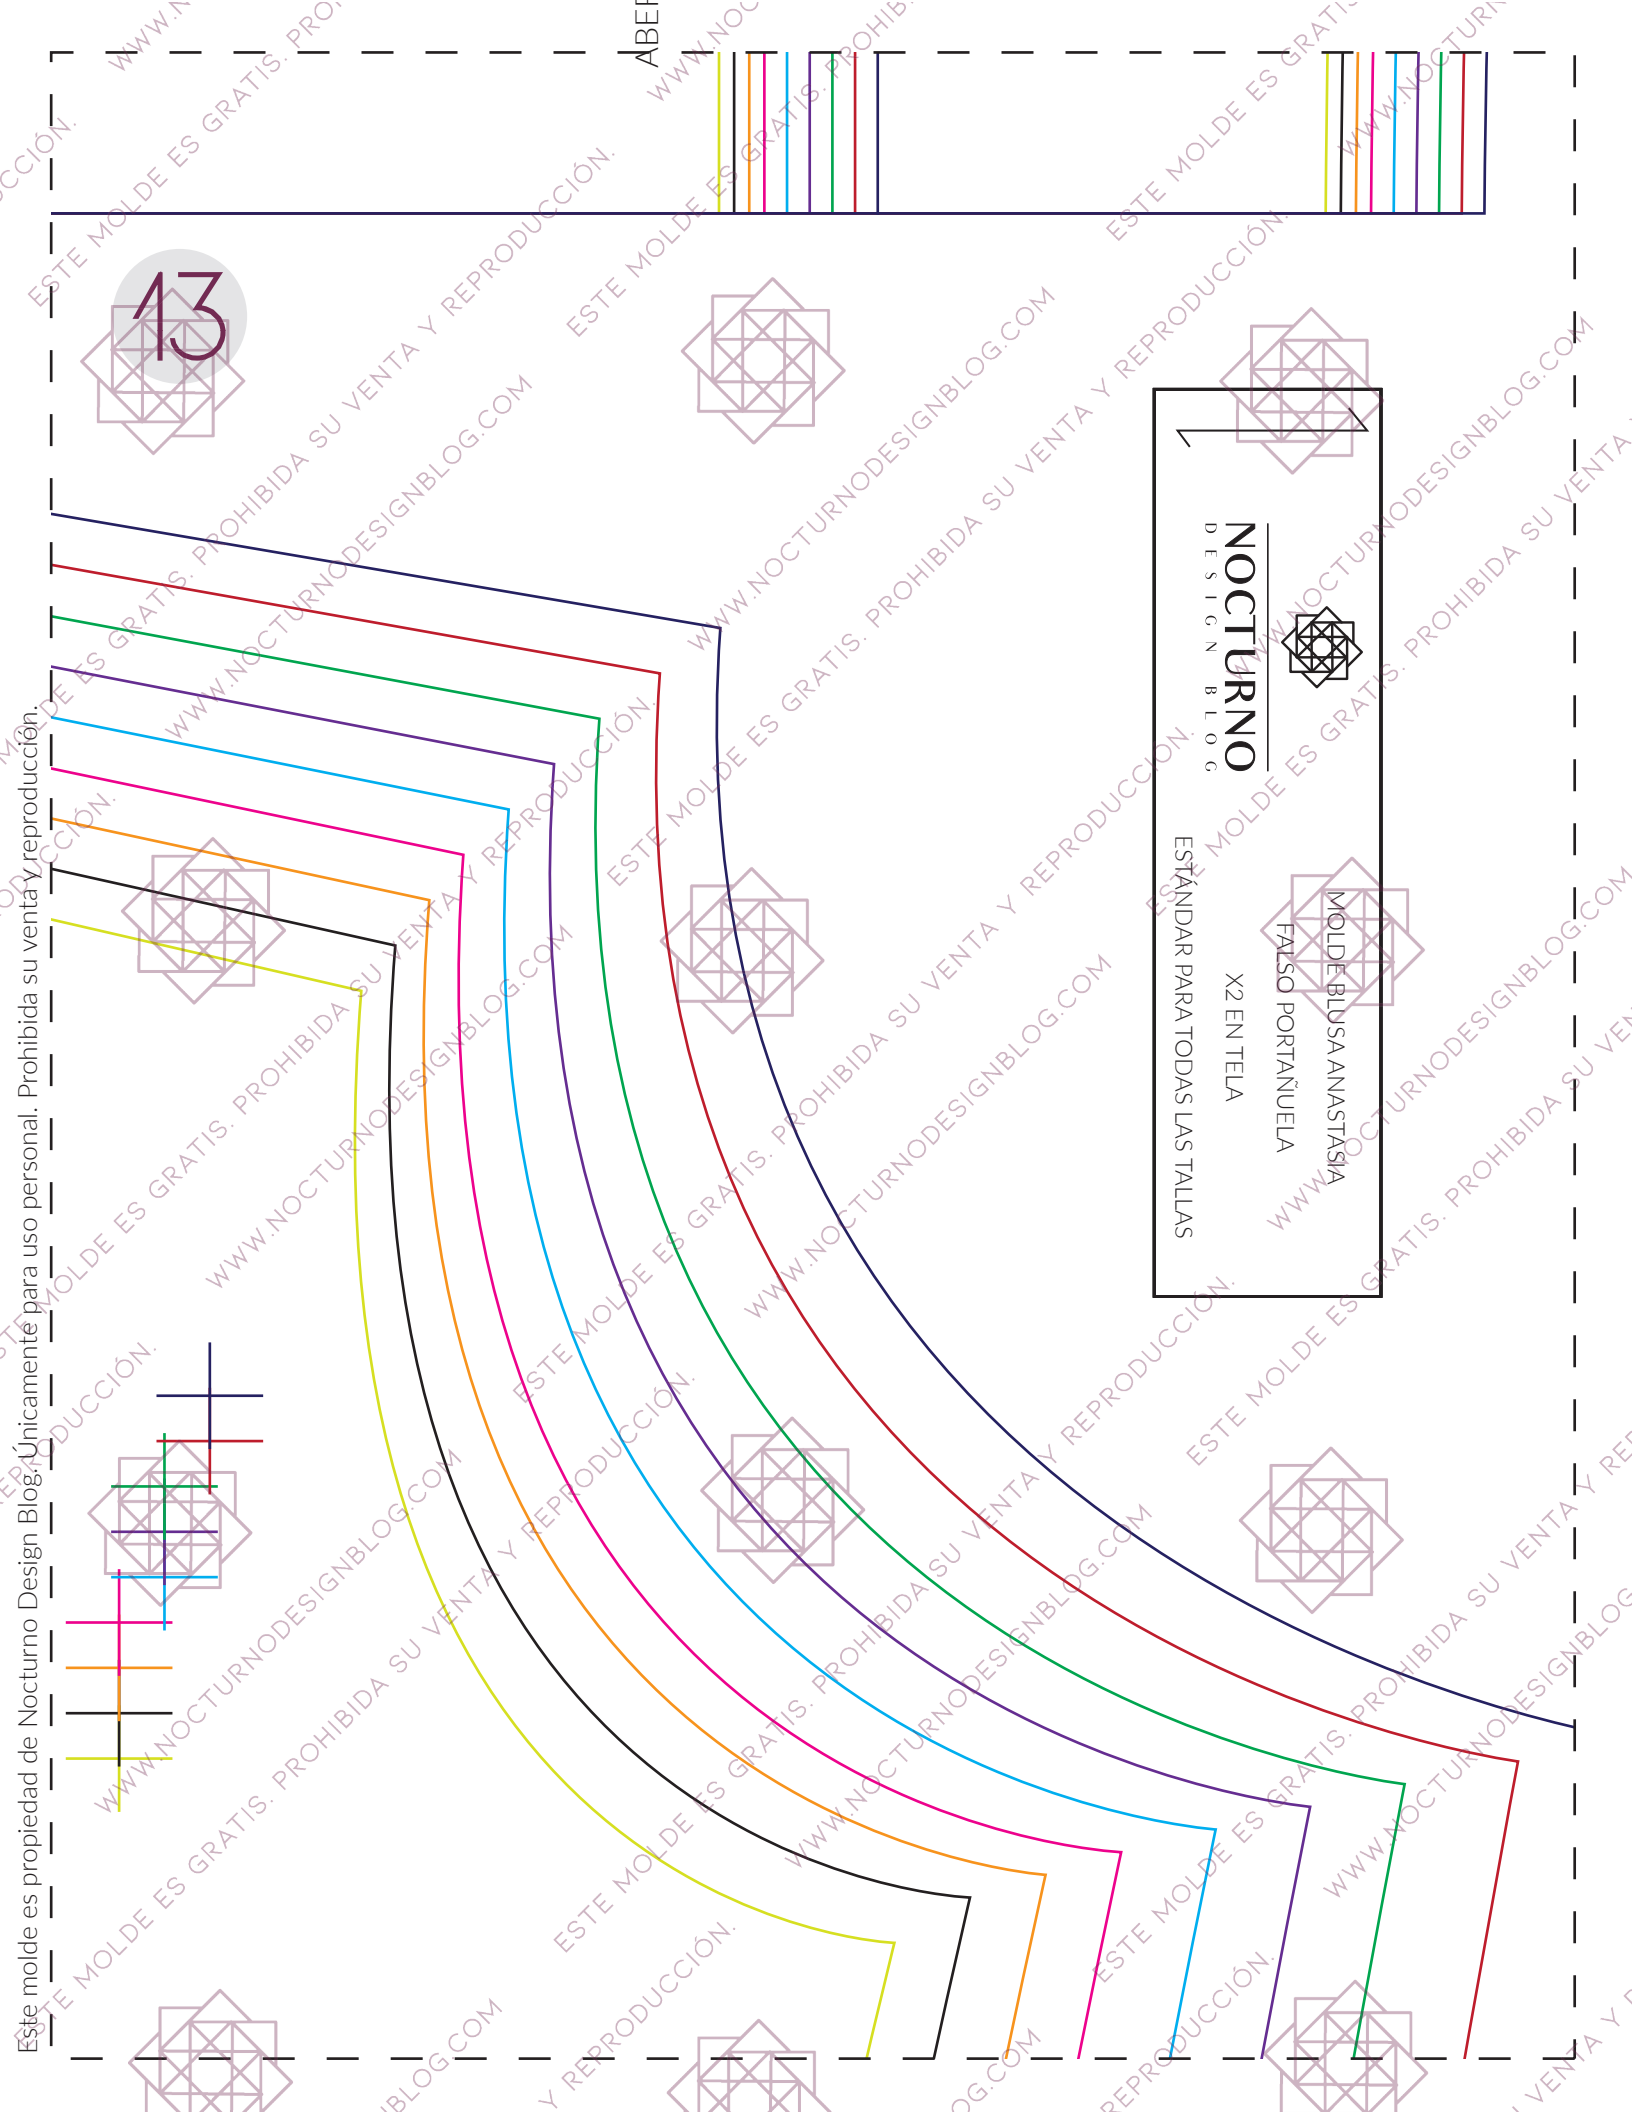 ABER
13
NOCTURNO
DESIGN BLOG
MOLDE BLUSA ANASTASIA
FALSO PORTAÑUELA
X2 EN TELA
ESTÁNDAR PARA TODAS LAS TALLAS
Este molde es propiedad de Nocturno Design Blog. Únicamente para uso personal. Prohibida su venta y reproducción.
ESTE MOLDE ES GRATIS. PROHIBIDA SU VENTA Y REPRODUCCIÓN.
WWW.NOCTURNODESIGNBLOG.COM